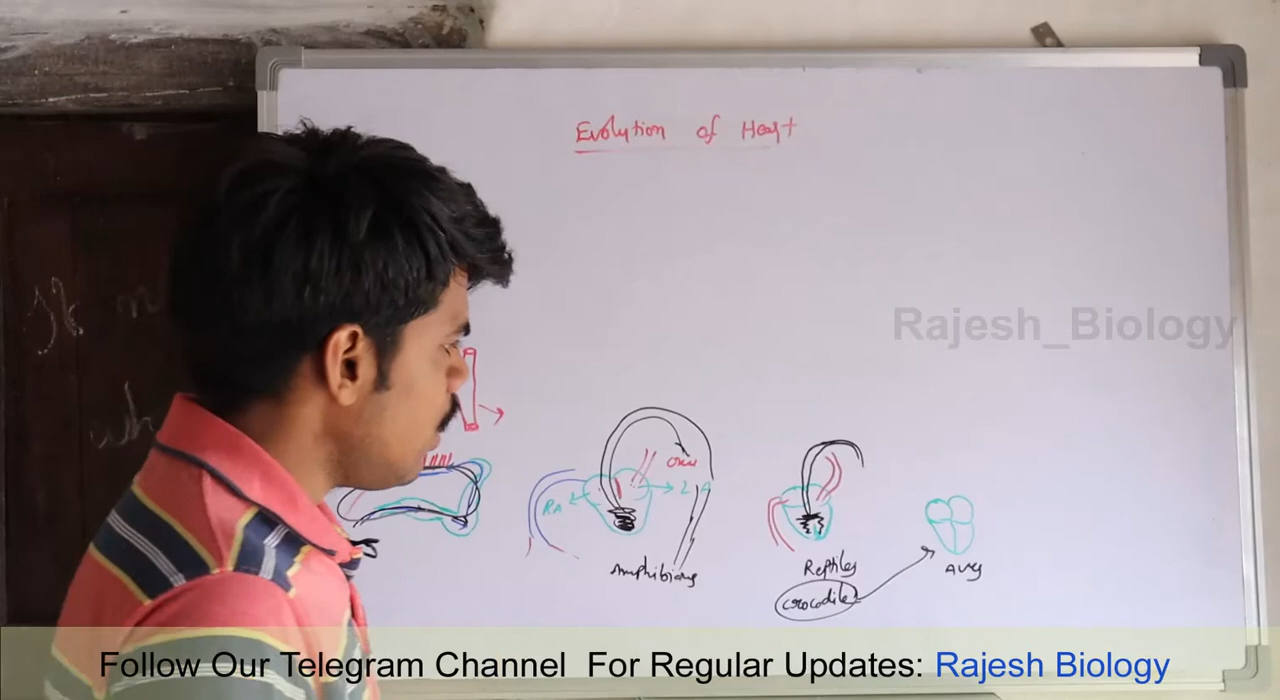 Evolution of Heart
Rajesh_Biology
RA
Amphibians
Reptiles
Aves
crocodile
Follow Our Telegram Channel For Regular Updates: Rajesh Biology